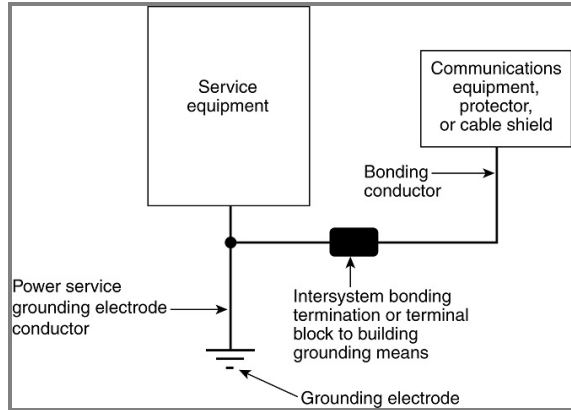 Service
equipment
Communications
equipment,
protector,
or cable shield
Bonding
conductor
Power service
grounding electrode
conductor
Intersystem bonding
termination or terminal
block to building
grounding means
Grounding electrode